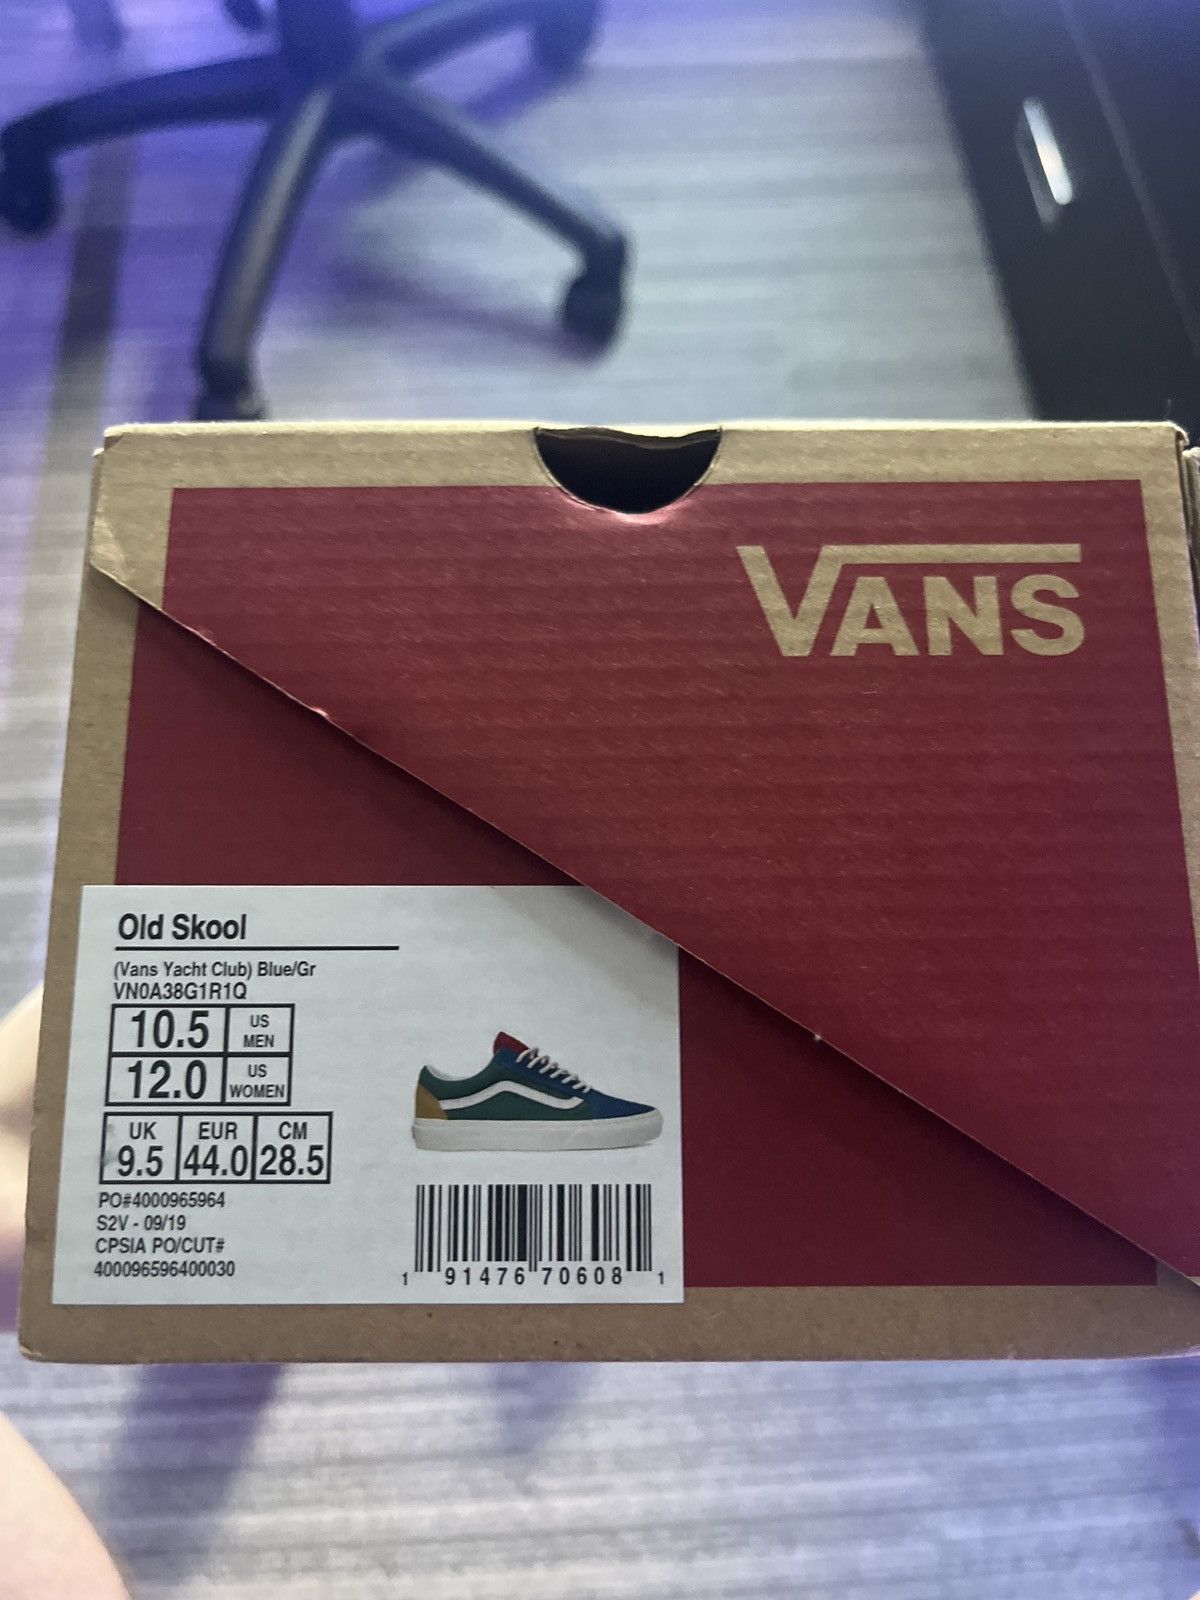 VANS
Old Skool
(Vans Yacht Club) Blue/Gr
VN0A38G1R1Q
10.5 US MEN
12.0 US WOMEN
UK EUR CM
9.5 44.0 28.5
PO#4000965964
S2V - 09/19
CPSIA PO/CUT#
400096596400030
1 91476 70608 1